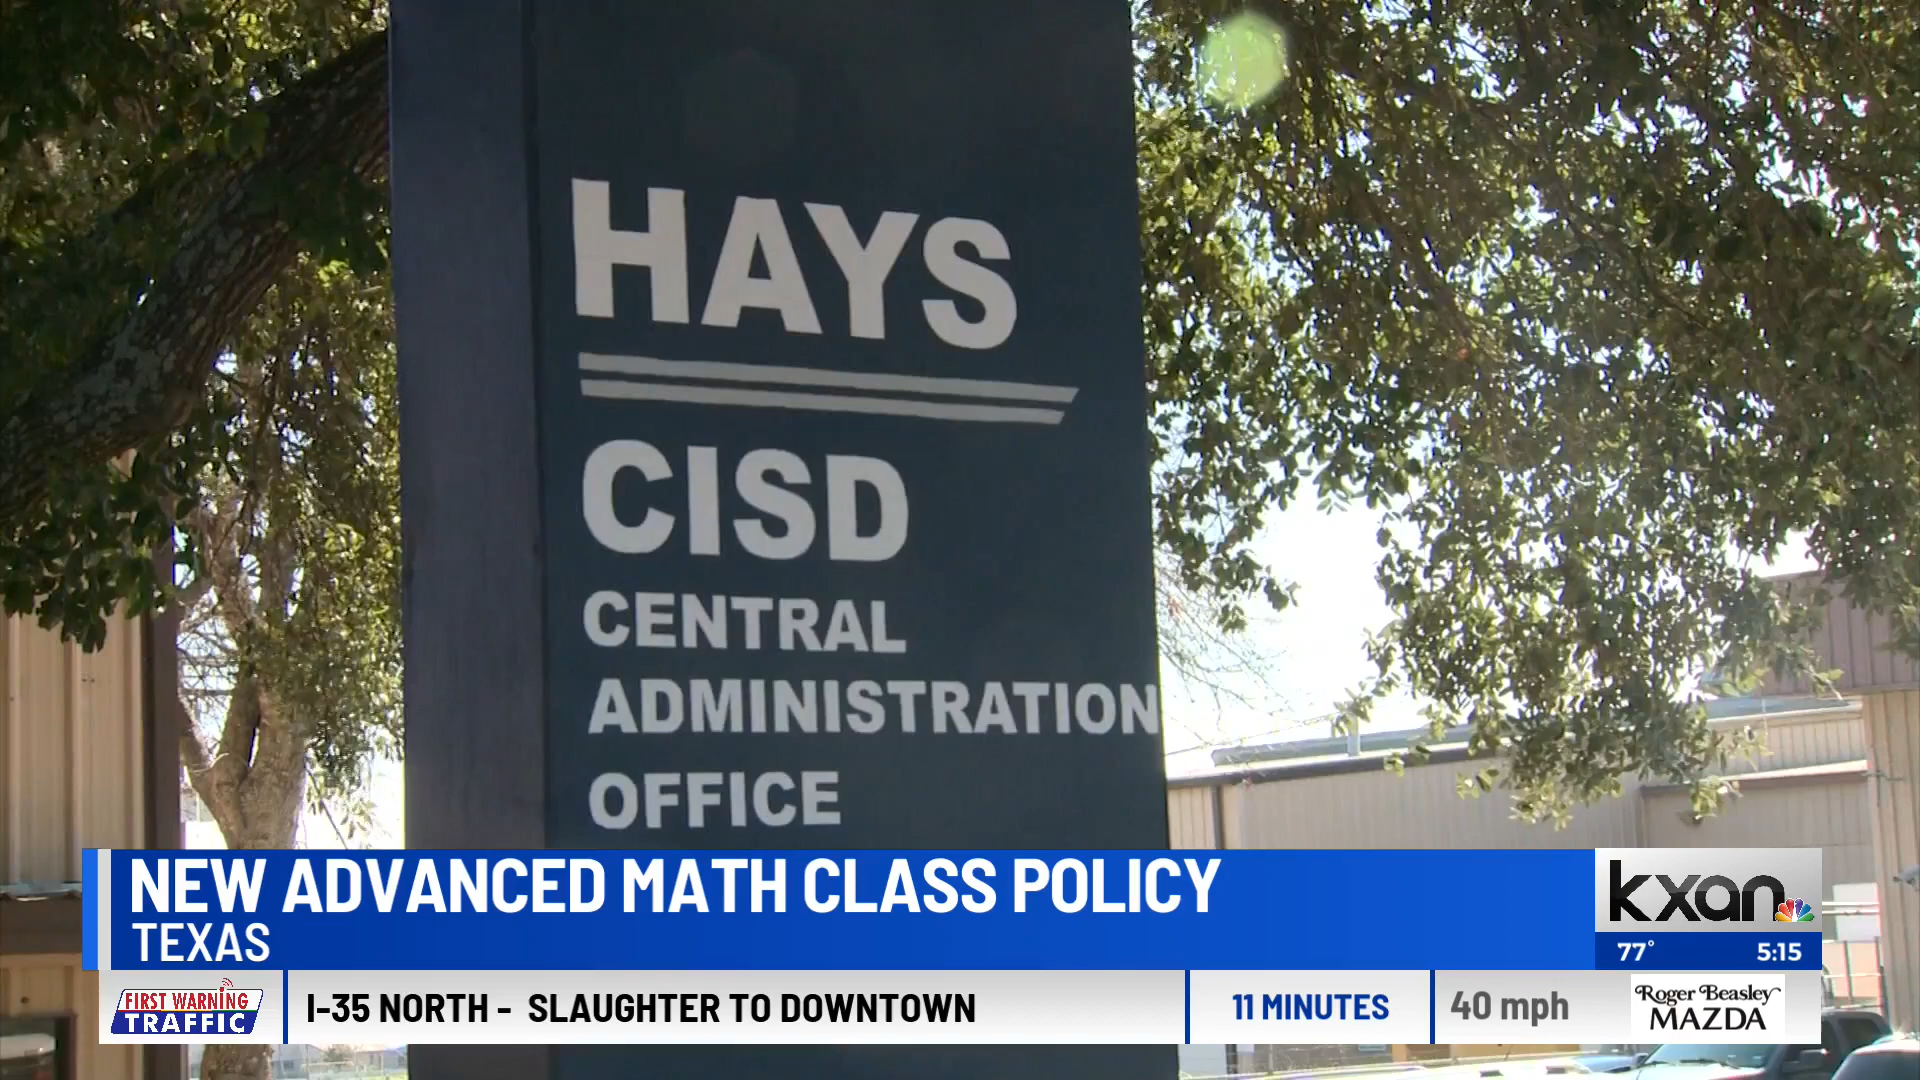 HAYS
CISD
CENTRAL
ADMINISTRATION
OFFICE
NEW ADVANCED MATH CLASS POLICY
TEXAS
kxan
77° 5:15
FIRST WARNING
TRAFFIC
I-35 NORTH - SLAUGHTER TO DOWNTOWN
11 MINUTES
40 mph
Roger Beasley
MAZDA